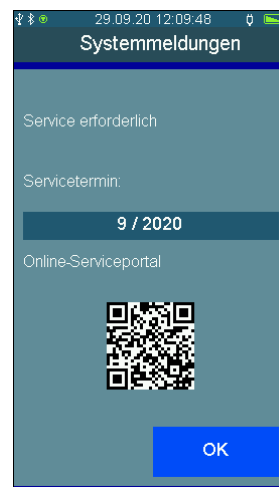 29.09.20 12:09:48
Systemmeldungen
Service erforderlich
Servicetermin:
9 / 2020
Online-Serviceportal
OK